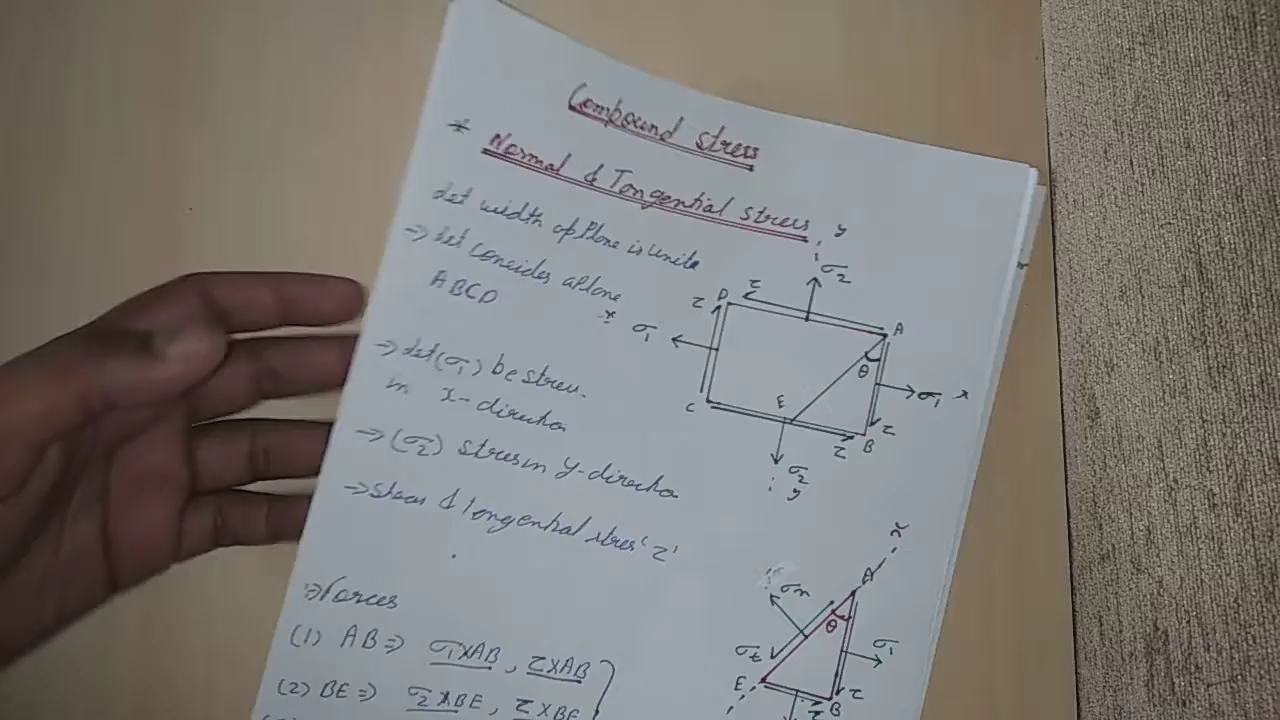 Compound stress
* Normal & Tangential stress
Let width of Plane is unite
⇒ Let consider a plane
ABCD
⇒ Let (σ1) be stress.
in x-direction
⇒ (σ2) stress in y-direction
⇒ Shear & tangential stress 'τ'
⇒ Forces
(1) AB ⇒ σ1×AB , τ×AB
(2) BE ⇒ σ2×BE , τ×BE
y
σ2
τ
D
τ
A
x
σ1
θ
σ1
x
E
C
τ
B
τ
σ2
y
x
A
σn
θ
σ1
σt
E
τ
τ
B